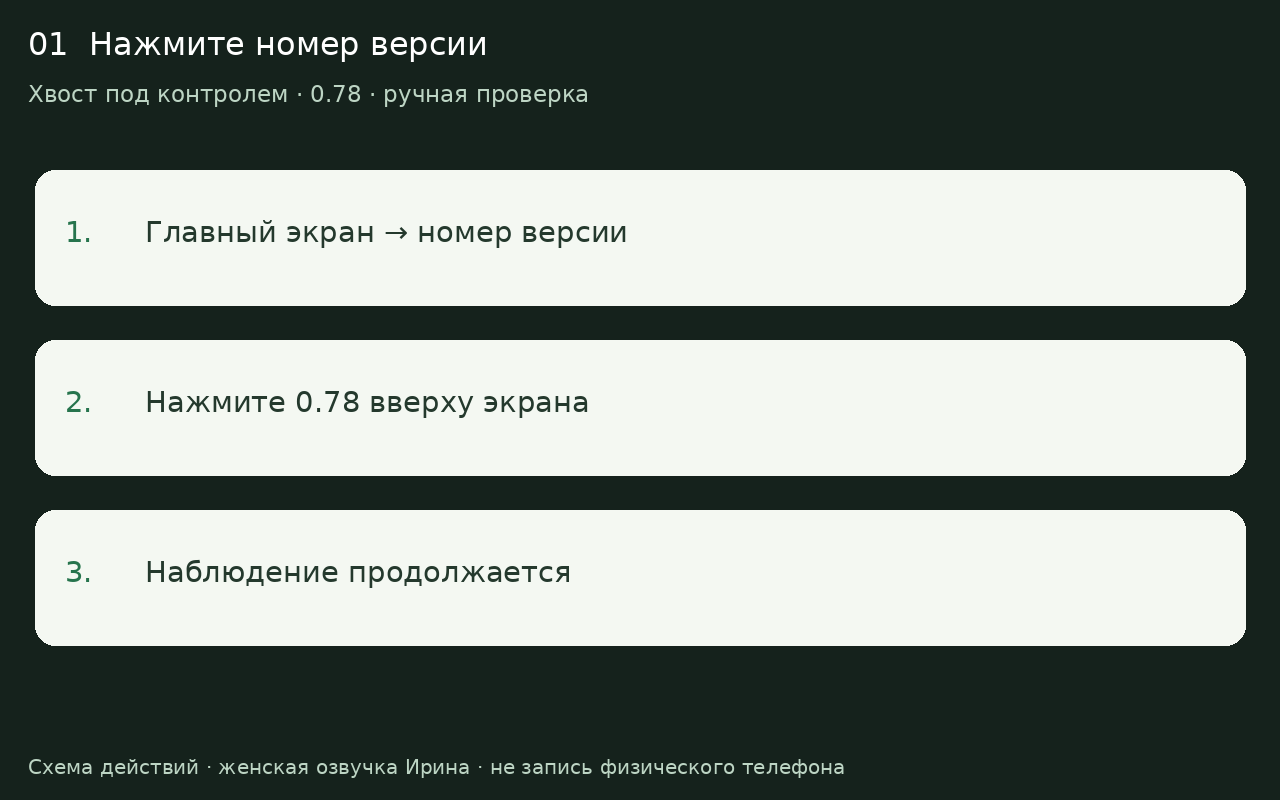 01 Нажмите номер версии
Хвост под контролем · 0.78 · ручная проверка
1. Главный экран → номер версии
2. Нажмите 0.78 вверху экрана
3. Наблюдение продолжается
Схема действий · женская озвучка Ирина · не запись физического телефона